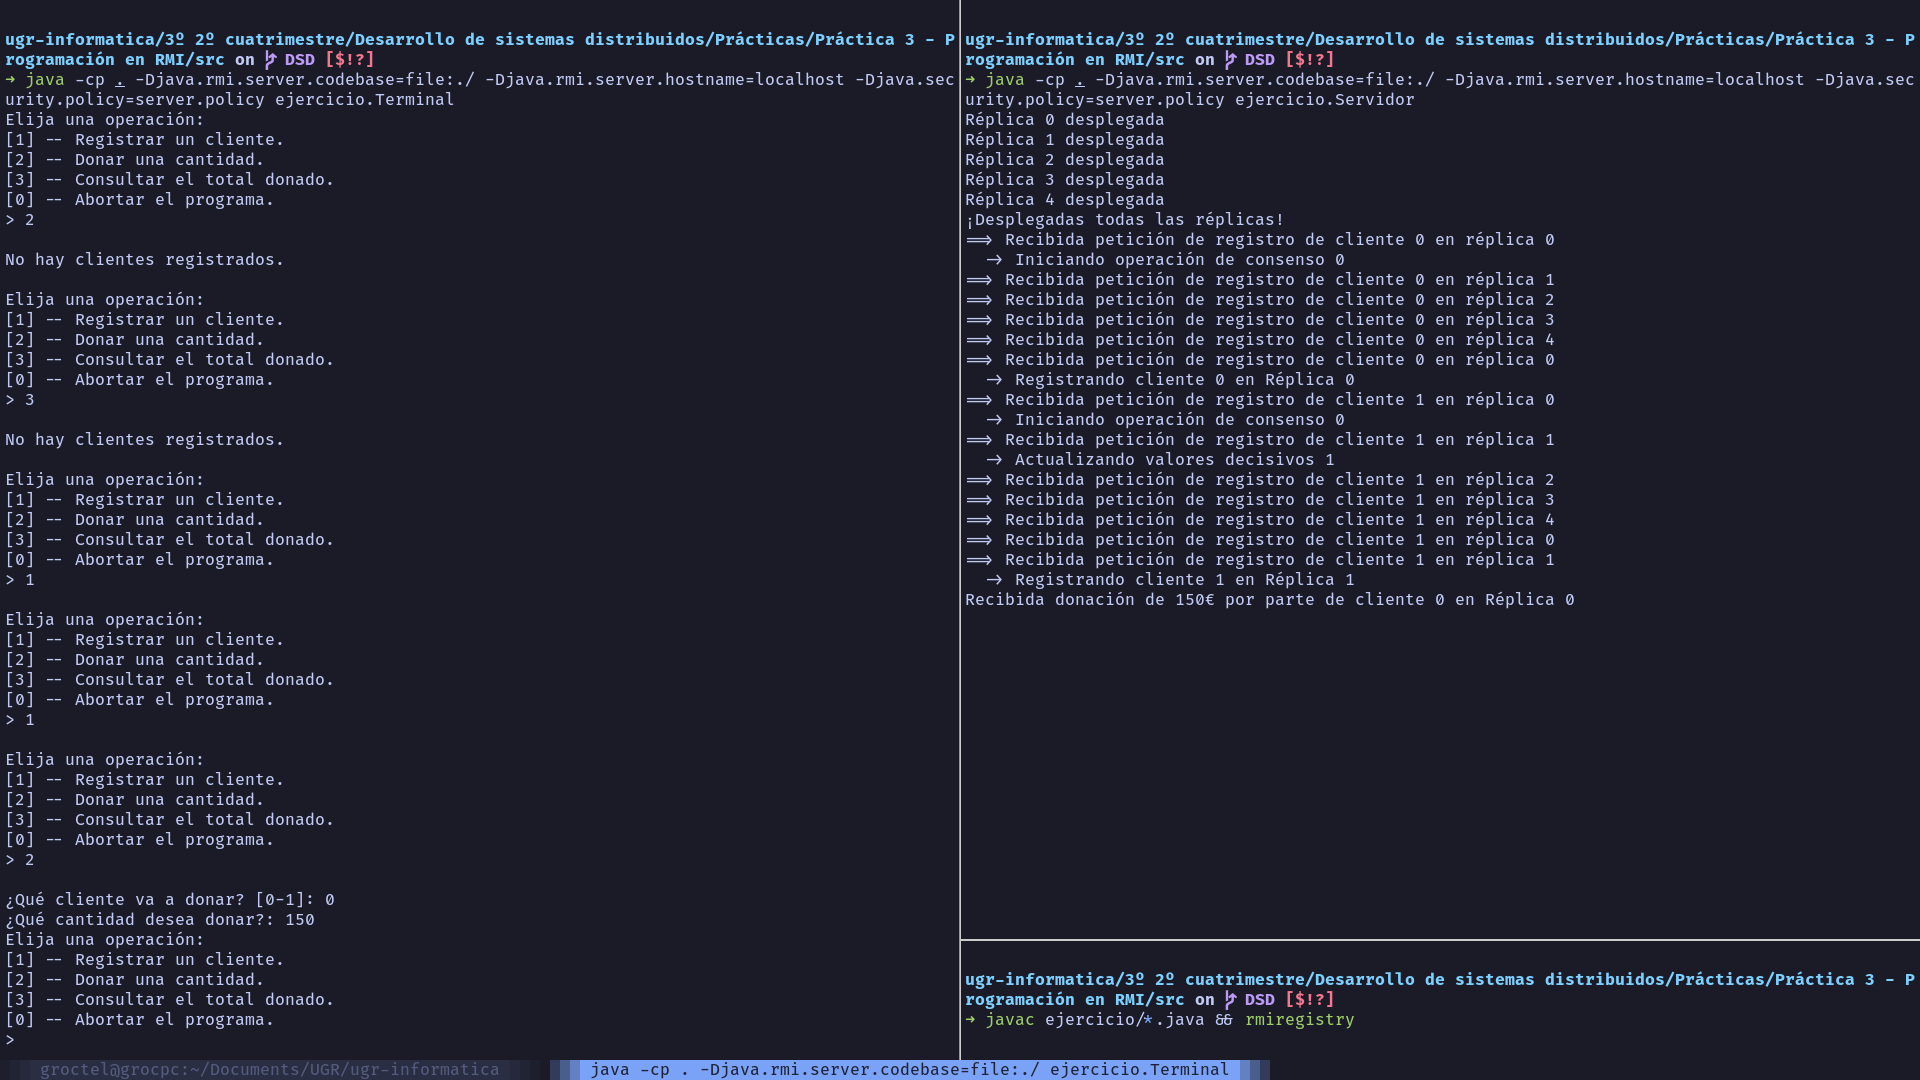 ugr-informatica/3º 2º cuatrimestre/Desarrollo de sistemas distribuidos/Prácticas/Práctica 3 - P
rogramación en RMI/src on DSD [$!?]
➜ java -cp . -Djava.rmi.server.codebase=file:./ -Djava.rmi.server.hostname=localhost -Djava.sec
urity.policy=server.policy ejercicio.Terminal
Elija una operación:
[1] -- Registrar un cliente.
[2] -- Donar una cantidad.
[3] -- Consultar el total donado.
[0] -- Abortar el programa.
> 2
No hay clientes registrados.
Elija una operación:
[1] -- Registrar un cliente.
[2] -- Donar una cantidad.
[3] -- Consultar el total donado.
[0] -- Abortar el programa.
> 3
No hay clientes registrados.
Elija una operación:
[1] -- Registrar un cliente.
[2] -- Donar una cantidad.
[3] -- Consultar el total donado.
[0] -- Abortar el programa.
> 1
Elija una operación:
[1] -- Registrar un cliente.
[2] -- Donar una cantidad.
[3] -- Consultar el total donado.
[0] -- Abortar el programa.
> 1
Elija una operación:
[1] -- Registrar un cliente.
[2] -- Donar una cantidad.
[3] -- Consultar el total donado.
[0] -- Abortar el programa.
> 2
¿Qué cliente va a donar? [0-1]: 0
¿Qué cantidad desea donar?: 150
Elija una operación:
[1] -- Registrar un cliente.
[2] -- Donar una cantidad.
[3] -- Consultar el total donado.
[0] -- Abortar el programa.
>
ugr-informatica/3º 2º cuatrimestre/Desarrollo de sistemas distribuidos/Prácticas/Práctica 3 - P
rogramación en RMI/src on DSD [$!?]
➜ java -cp . -Djava.rmi.server.codebase=file:./ -Djava.rmi.server.hostname=localhost -Djava.sec
urity.policy=server.policy ejercicio.Servidor
Réplica 0 desplegada
Réplica 1 desplegada
Réplica 2 desplegada
Réplica 3 desplegada
Réplica 4 desplegada
¡Desplegadas todas las réplicas!
==> Recibida petición de registro de cliente 0 en réplica 0
-> Iniciando operación de consenso 0
==> Recibida petición de registro de cliente 0 en réplica 1
==> Recibida petición de registro de cliente 0 en réplica 2
==> Recibida petición de registro de cliente 0 en réplica 3
==> Recibida petición de registro de cliente 0 en réplica 4
==> Recibida petición de registro de cliente 0 en réplica 0
-> Registrando cliente 0 en Réplica 0
==> Recibida petición de registro de cliente 1 en réplica 0
-> Iniciando operación de consenso 0
==> Recibida petición de registro de cliente 1 en réplica 1
-> Actualizando valores decisivos 1
==> Recibida petición de registro de cliente 1 en réplica 2
==> Recibida petición de registro de cliente 1 en réplica 3
==> Recibida petición de registro de cliente 1 en réplica 4
==> Recibida petición de registro de cliente 1 en réplica 0
==> Recibida petición de registro de cliente 1 en réplica 1
-> Registrando cliente 1 en Réplica 1
Recibida donación de 150€ por parte de cliente 0 en Réplica 0
ugr-informatica/3º 2º cuatrimestre/Desarrollo de sistemas distribuidos/Prácticas/Práctica 3 - P
rogramación en RMI/src on DSD [$!?]
➜ javac ejercicio/*.java && rmiregistry
groctel@grocpc:~/Documents/UGR/ugr-informatica
java -cp . -Djava.rmi.server.codebase=file:./ ejercicio.Terminal